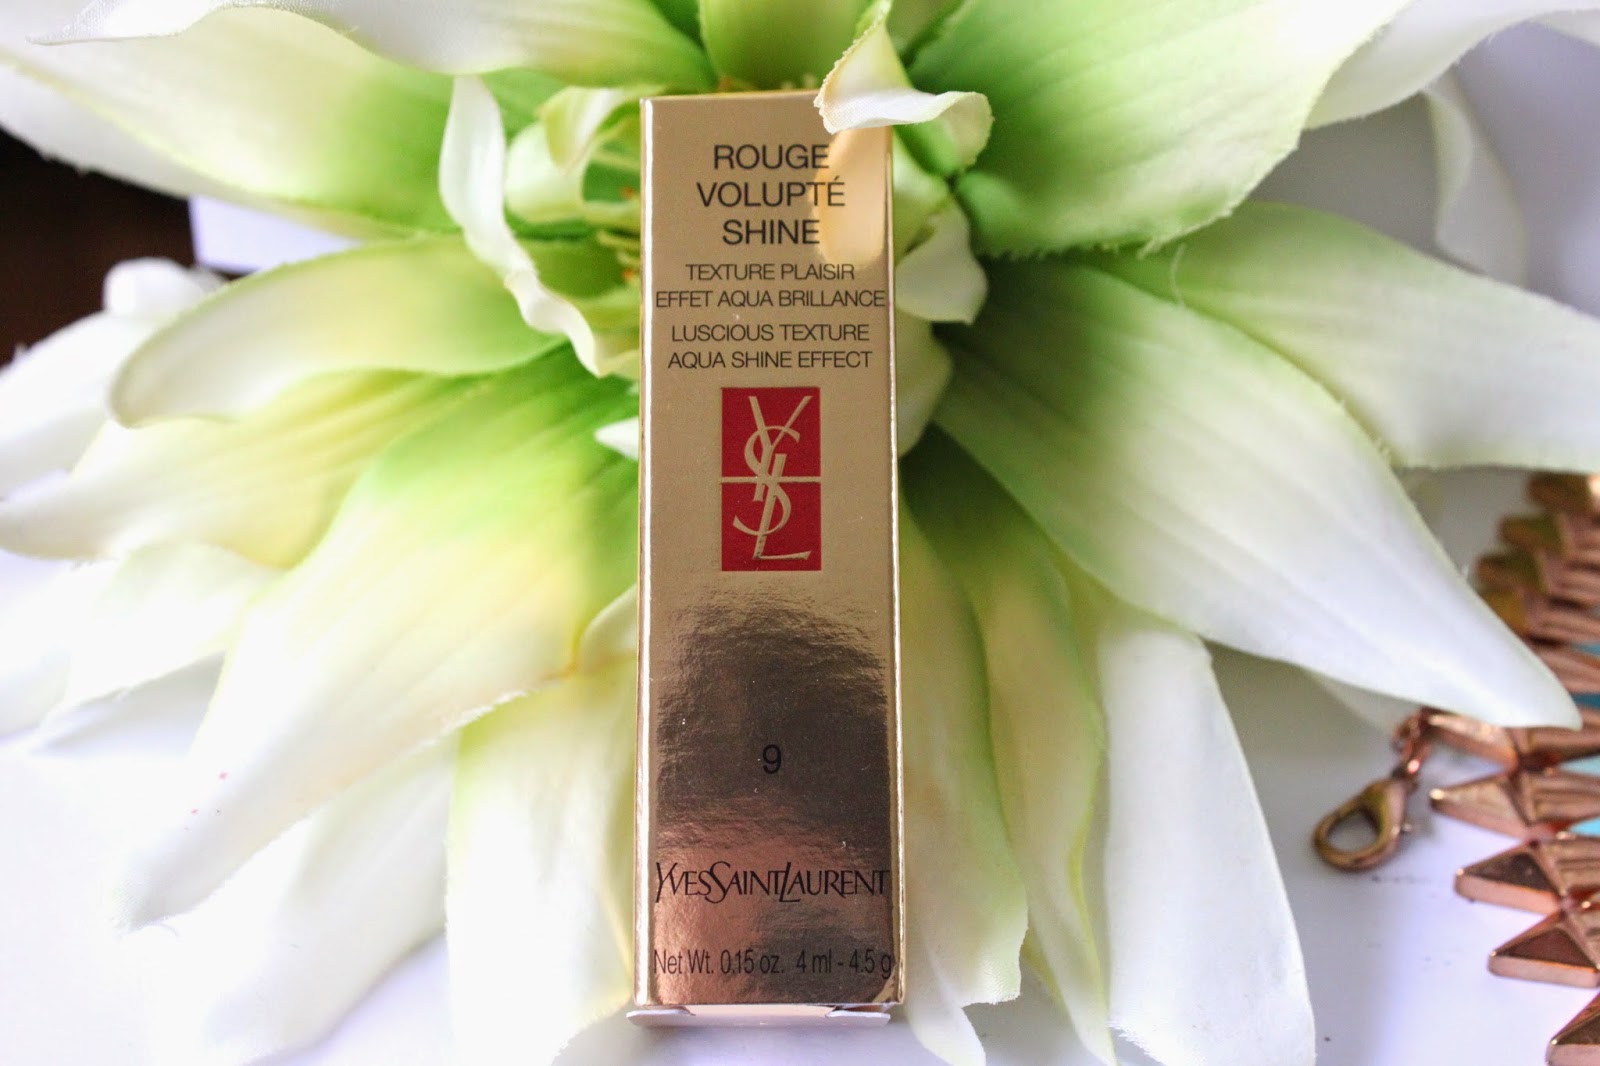 ROUGE
VOLUPTÉ
SHINE
TEXTURE PLAISIR
EFFET AQUA BRILLANCE
LUSCIOUS TEXTURE
AQUA SHINE EFFECT
YSL
9
YVESSAINTLAURENT
Net Wt. 0.15 oz. 4 ml - 4.5 g